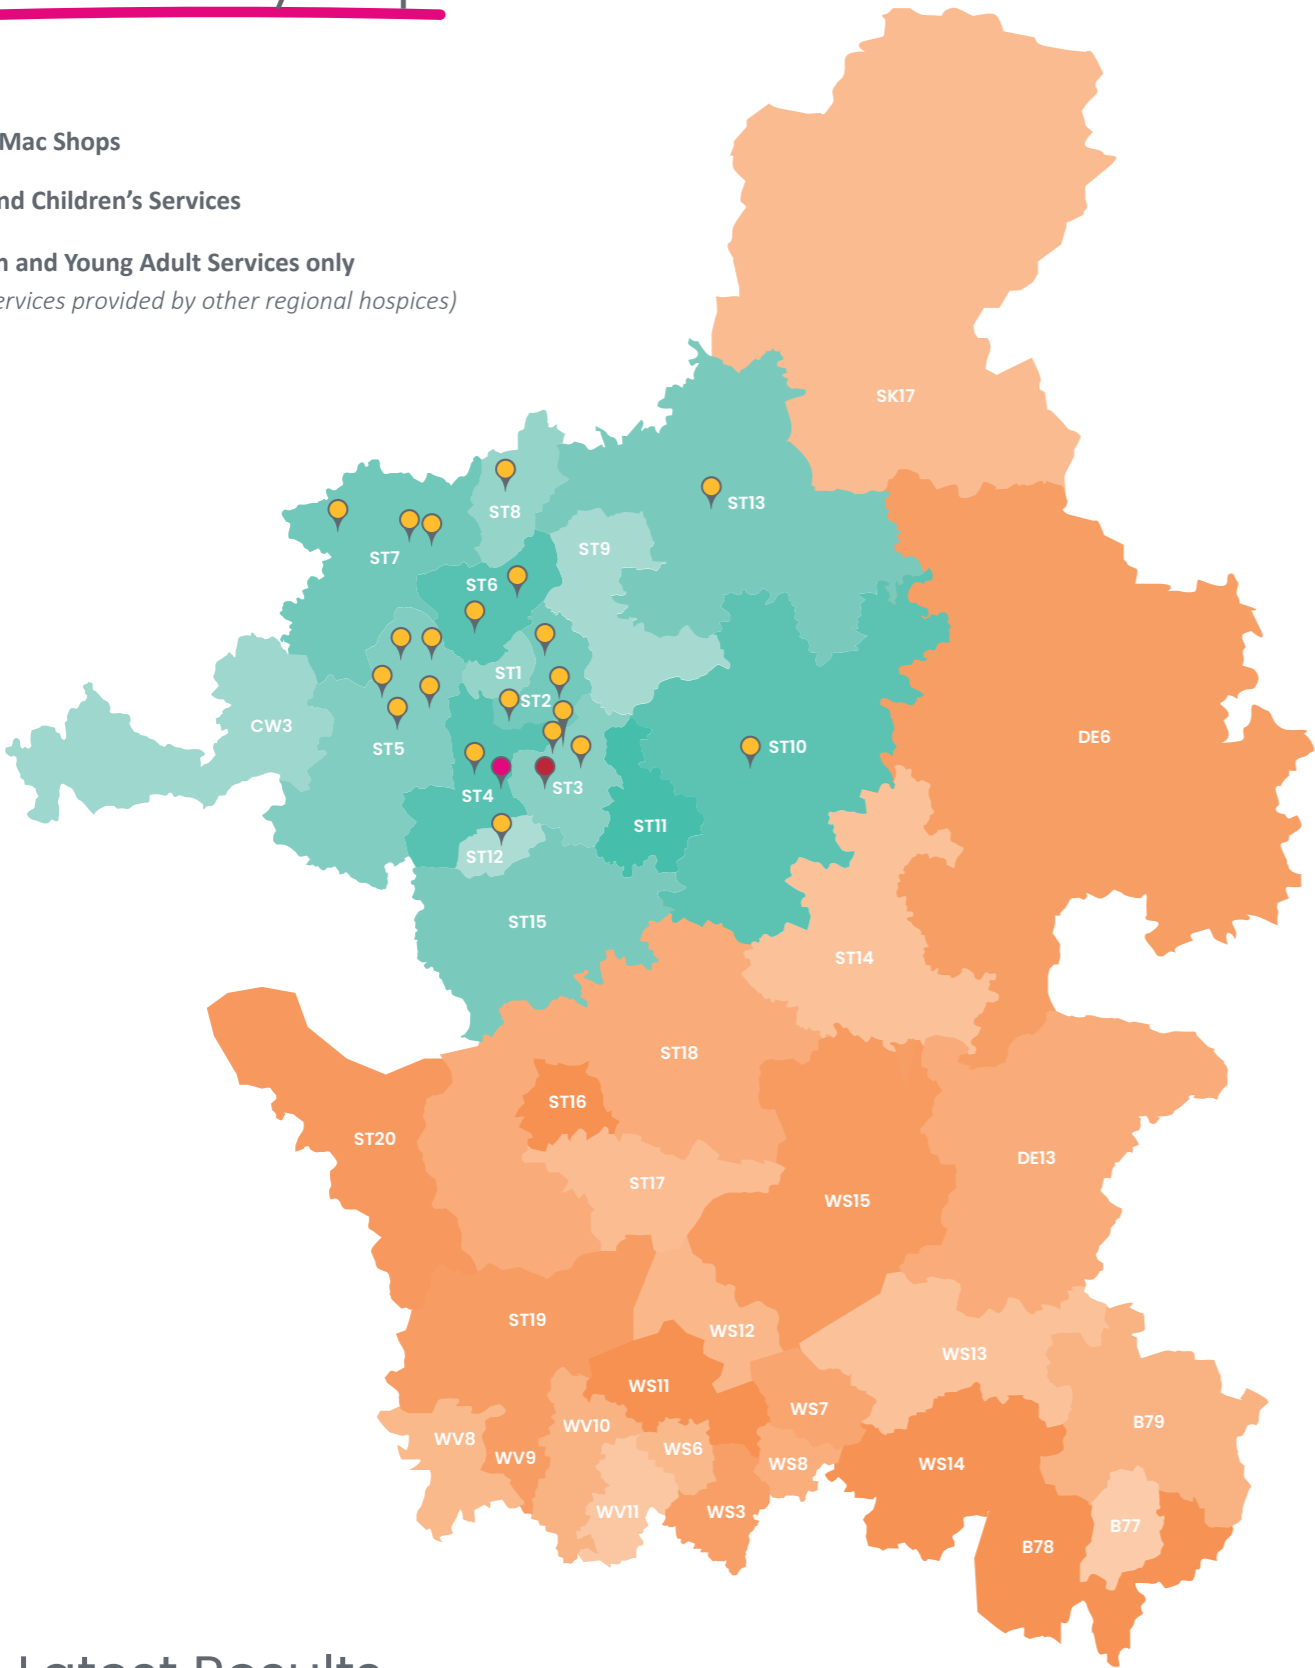 Mac Shops
nd Children's Services
n and Young Adult Services only
ervices provided by other regional hospices)
SK17
ST13
ST8
ST9
ST7
ST6
ST1
ST2
CW3
ST5
ST10
DE6
ST3
ST4
ST11
ST12
ST15
ST14
ST18
ST16
ST20
DE13
ST17
WS15
ST19
WS12
WS13
WS11
WS7
B79
WV10
WV8
WS6
WV9
WS8
WS14
WV11
WS3
B77
B78
Latest Results